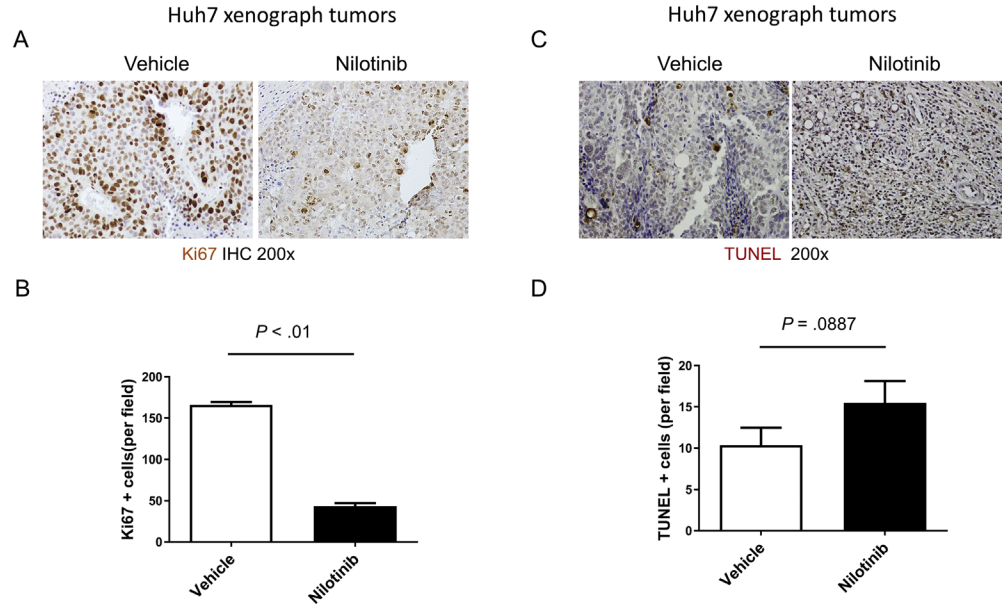 Huh7 xenograph tumors
A
Vehicle
Nilotinib
Ki67 IHC 200x
B
P < .01
Ki67 + cells(per field)
200
150
100
50
0
Vehicle
Nilotinib
Huh7 xenograph tumors
C
Vehicle
Nilotinib
TUNEL 200x
D
P = .0887
TUNEL + cells (per field)
20
15
10
5
0
Vehicle
Nilotinib